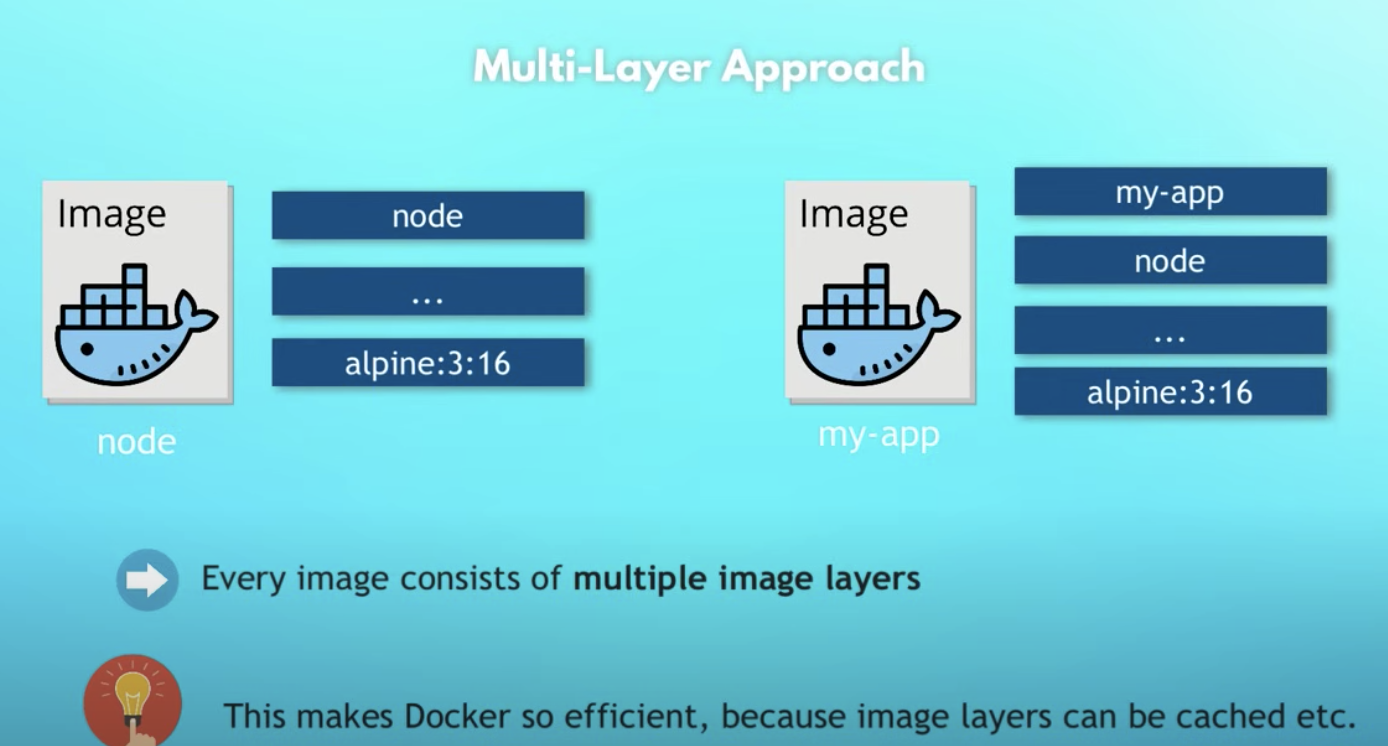 Multi-Layer Approach
Image
node
...
alpine:3:16
node
Image
my-app
node
...
alpine:3:16
my-app
Every image consists of multiple image layers
This makes Docker so efficient, because image layers can be cached etc.